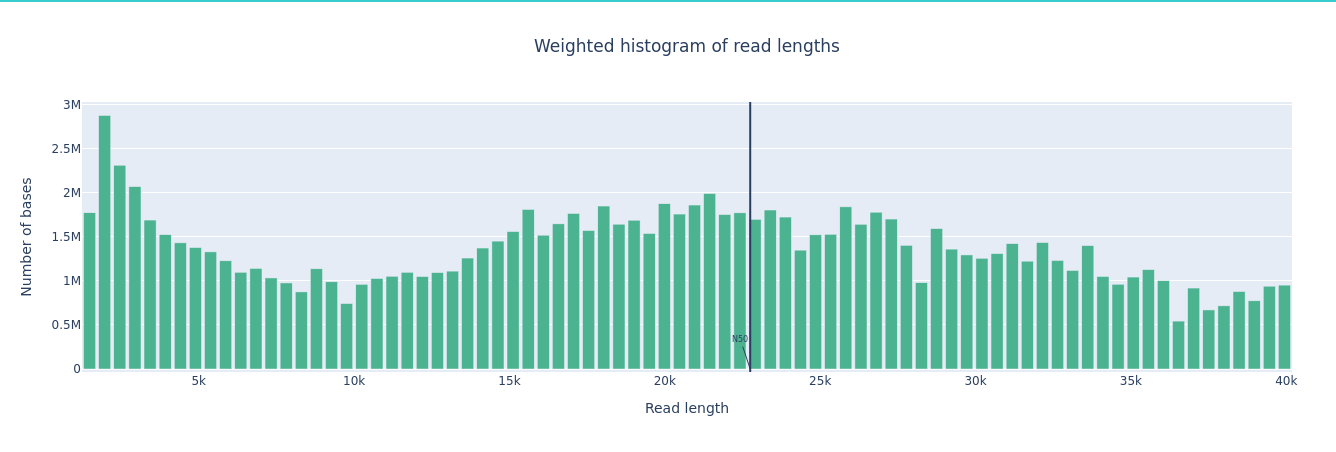 Weighted histogram of read lengths
3M
2.5M
2M
1.5M
1M
0.5M
0
Number of bases
N50
5k 10k 15k 20k 25k 30k 35k 40k
Read length